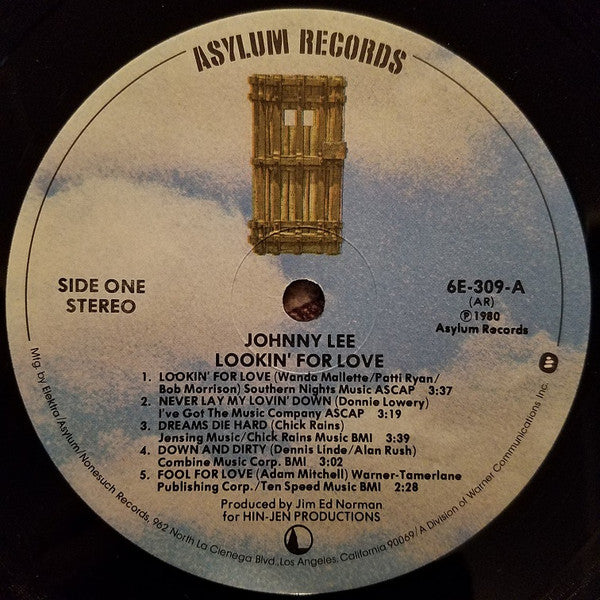 ASYLUM RECORDS
SIDE ONE
STEREO
6E-309-A
(AR)
Ⓟ 1980
Asylum Records
JOHNNY LEE
LOOKIN' FOR LOVE
1. LOOKIN' FOR LOVE (Wanda Mallette/Patti Ryan/
Bob Morrison) Southern Nights Music ASCAP 3:37
2. NEVER LAY MY LOVIN' DOWN (Donnie Lowery)
I've Got The Music Company ASCAP 3:19
3. DREAMS DIE HARD (Chick Rains)
Jensing Music/Chick Rains Music BMI 3:39
4. DOWN AND DIRTY (Dennis Linde/Alan Rush)
Combine Music Corp. BMI 3:02
5. FOOL FOR LOVE (Adam Mitchell) Warner-Tamerlane
Publishing Corp./Ten Speed Music BMI 2:28
Produced by Jim Ed Norman
for HIN-JEN PRODUCTIONS
Mfg. by Elektra/Asylum/Nonesuch Records, 962 North La Cienega Blvd., Los Angeles, California 90069/A Division of Warner Communications Inc.